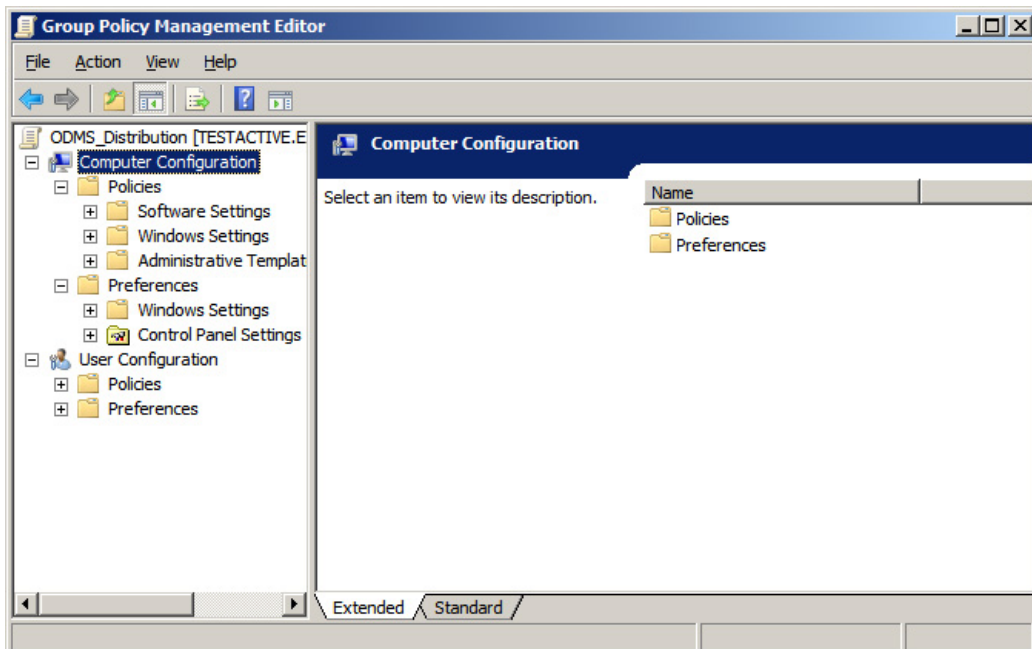 Group Policy Management Editor
File Action View Help
ODMS_Distribution [TESTACTIVE.E
Computer Configuration
Policies
Software Settings
Windows Settings
Administrative Templat
Preferences
Windows Settings
Control Panel Settings
User Configuration
Policies
Preferences
Computer Configuration
Select an item to view its description.
Name
Policies
Preferences
Extended Standard